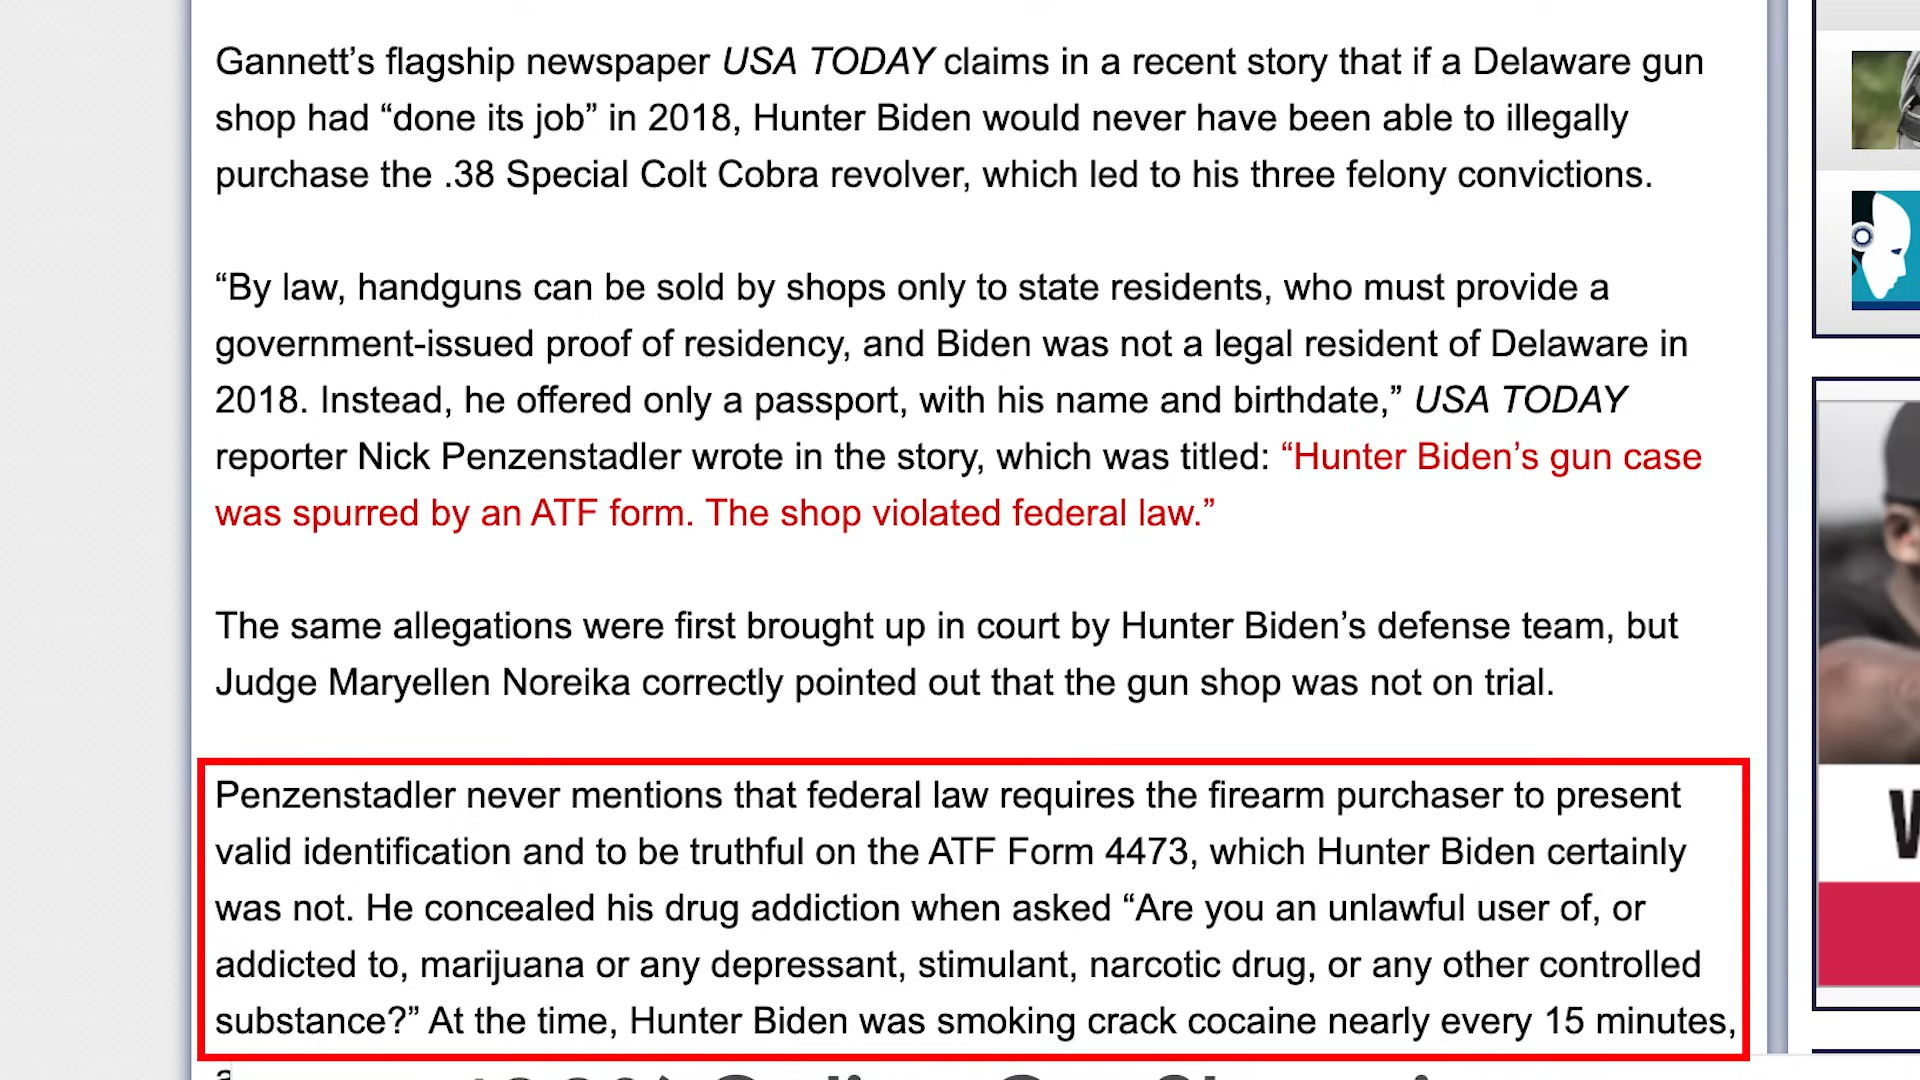 Gannett’s flagship newspaper USA TODAY claims in a recent story that if a Delaware gun
shop had “done its job” in 2018, Hunter Biden would never have been able to illegally
purchase the .38 Special Colt Cobra revolver, which led to his three felony convictions.
“By law, handguns can be sold by shops only to state residents, who must provide a
government-issued proof of residency, and Biden was not a legal resident of Delaware in
2018. Instead, he offered only a passport, with his name and birthdate,” USA TODAY
reporter Nick Penzenstadler wrote in the story, which was titled: “Hunter Biden’s gun case
was spurred by an ATF form. The shop violated federal law.”
The same allegations were first brought up in court by Hunter Biden’s defense team, but
Judge Maryellen Noreika correctly pointed out that the gun shop was not on trial.
Penzenstadler never mentions that federal law requires the firearm purchaser to present
valid identification and to be truthful on the ATF Form 4473, which Hunter Biden certainly
was not. He concealed his drug addiction when asked “Are you an unlawful user of, or
addicted to, marijuana or any depressant, stimulant, narcotic drug, or any other controlled
substance?” At the time, Hunter Biden was smoking crack cocaine nearly every 15 minutes,